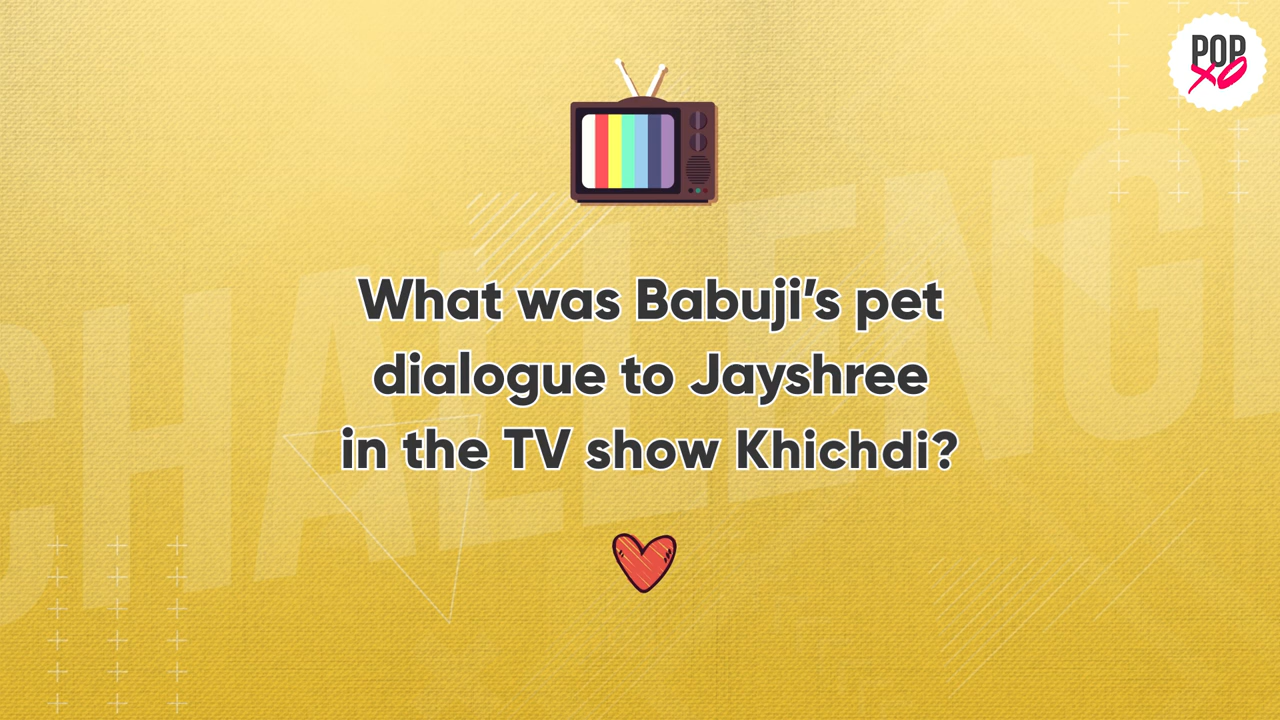 POP
XO
CHALLENGE
What was Babuji’s pet
dialogue to Jayshree
in the TV show Khichdi?